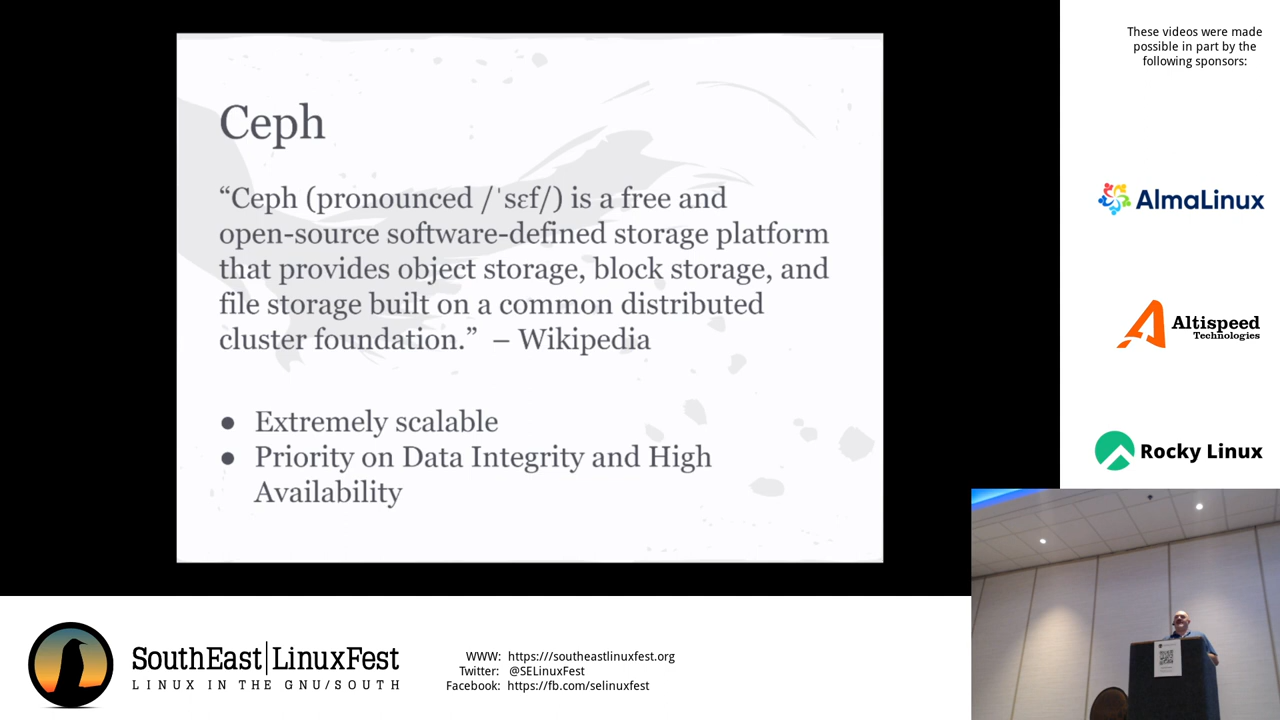 Ceph
“Ceph (pronounced /ˈsɛf/) is a free and
open-source software-defined storage platform
that provides object storage, block storage, and
file storage built on a common distributed
cluster foundation.” – Wikipedia
● Extremely scalable
● Priority on Data Integrity and High
Availability
These videos were made
possible in part by the
following sponsors:
AlmaLinux
Altispeed
Technologies
Rocky Linux
SouthEast|LinuxFest
LINUX IN THE GNU/SOUTH
WWW: https:///southeastlinuxfest.org
Twitter: @SELinuxFest
Facebook: https://fb.com/selinuxfest